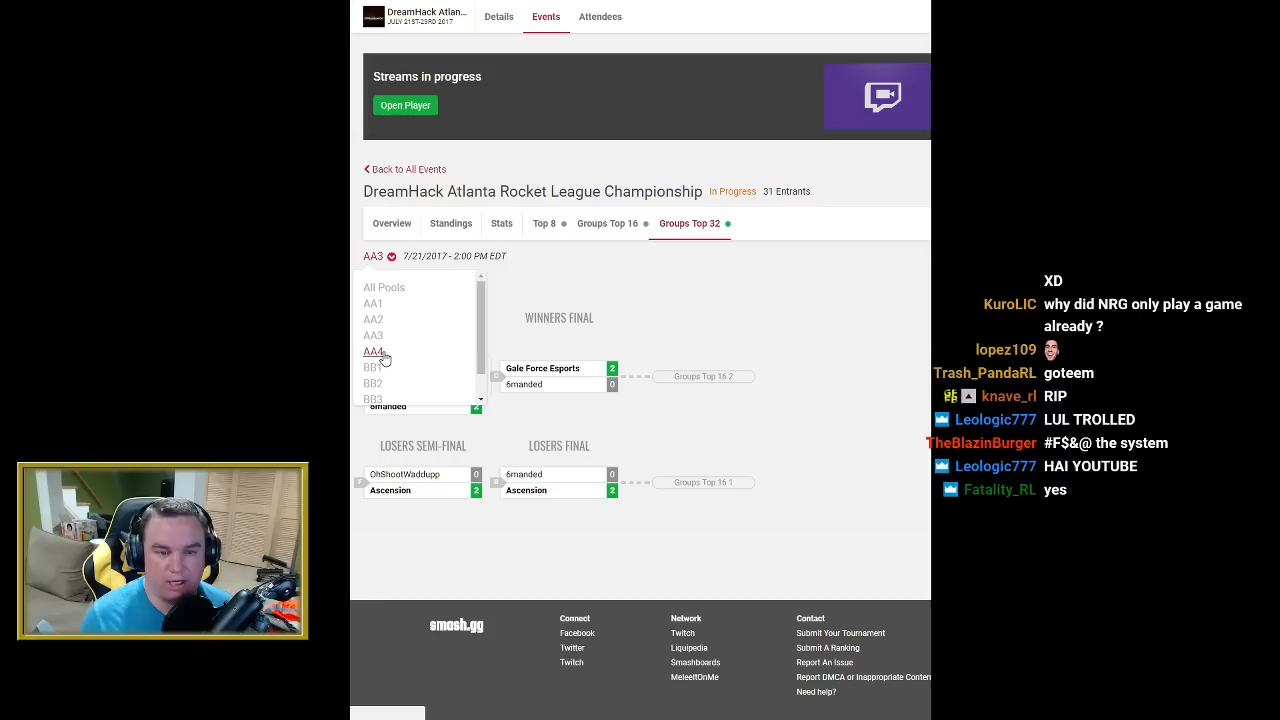 DreamHack Atlan...
JULY 21ST-23RD 2017
Details
Events
Attendees
Streams in progress
Open Player
Back to All Events
DreamHack Atlanta Rocket League Championship
In Progress
31 Entrants
Overview
Standings
Stats
Top 8
Groups Top 16
Groups Top 32
AA3
7/21/2017 - 2:00 PM EDT
All Pools
AA1
AA2
AA3
AA4
BB1
BB2
BB3
WINNERS FINAL
Gale Force Esports 2
6manded 0
Groups Top 16 2
6manded 2
LOSERS SEMI-FINAL
LOSERS FINAL
OhShootWaddupp 0
Ascension 2
6manded 0
Ascension 2
Groups Top 16 1
XD
KuroLIC why did NRG only play a game
already ?
lopez109
Trash_PandaRL goteem
knave_rl RIP
Leologic777 LUL TROLLED
TheBlazinBurger #F$&@ the system
Leologic777 HAI YOUTUBE
Fatality_RL yes
smash.gg
Connect
Facebook
Twitter
Twitch
Network
Twitch
Liquipedia
Smashboards
MeleeItOnMe
Contact
Submit Your Tournament
Submit A Ranking
Report An Issue
Report DMCA or Inappropriate Conten
Need help?